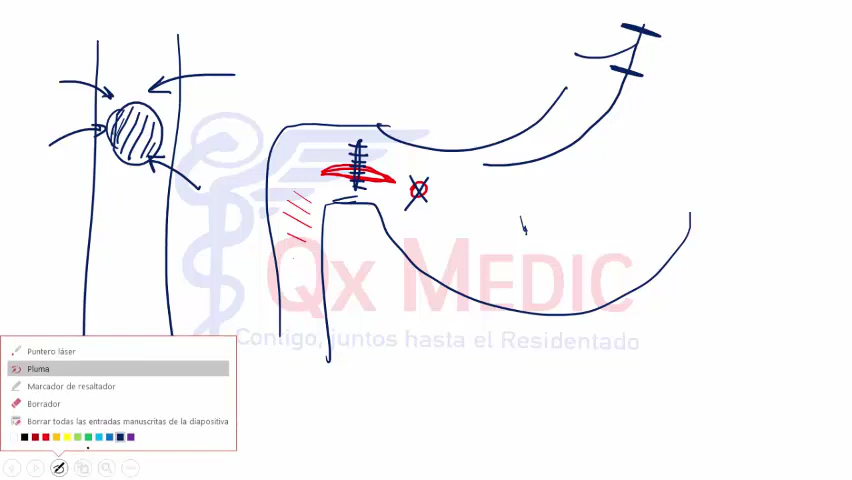 Qx MEDIC
Contigo, juntos hasta el Residentado
Puntero láser
Pluma
Marcador de resaltador
Borrador
Borrar todas las entradas manuscritas de la diapositiva